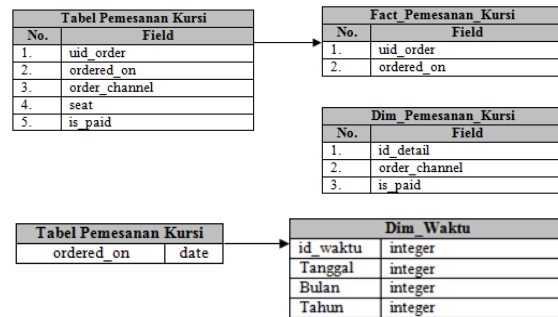 Tabel Pemesanan Kursi
No. Field
1. uid_order
2. ordered_on
3. order_channel
4. seat
5. is_paid
Fact_Pemesanan_Kursi
No. Field
1. uid_order
2. ordered_on
Dim_Pemesanan_Kursi
No. Field
1. id_detail
2. order_channel
3. is_paid
Tabel Pemesanan Kursi
ordered_on date
Dim_Waktu
id_waktu integer
Tanggal integer
Bulan integer
Tahun integer